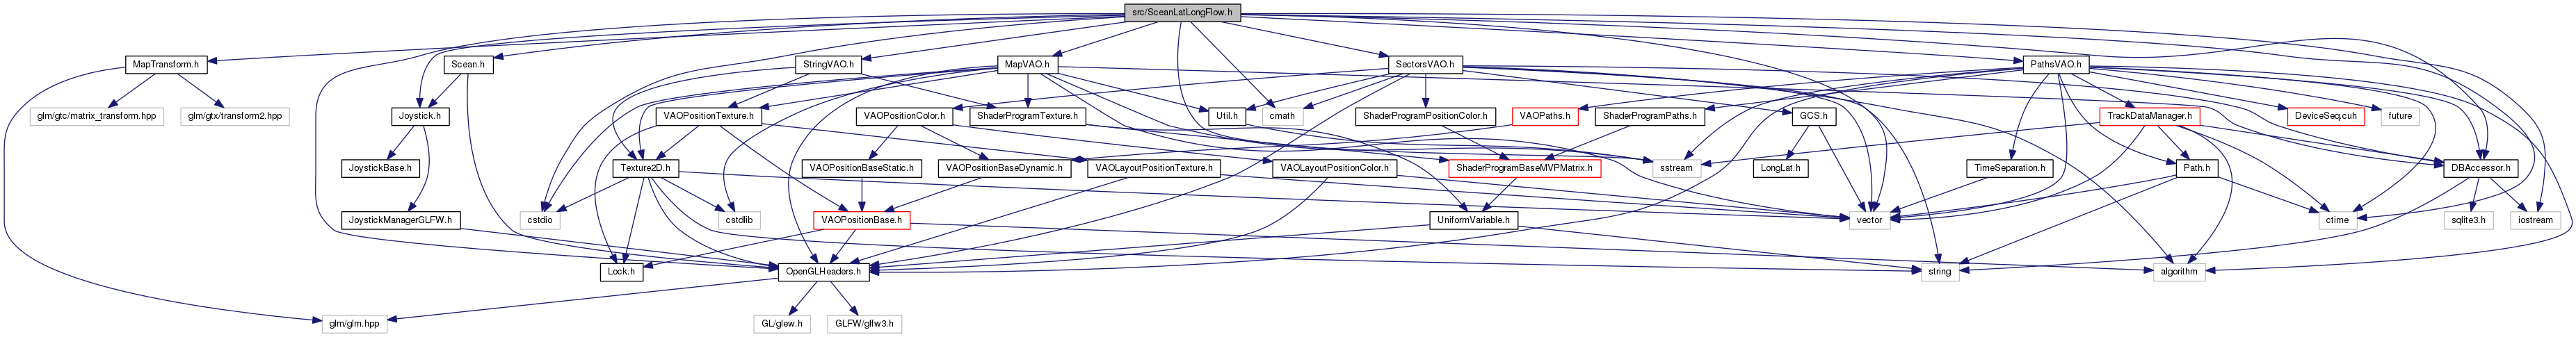 src/SceanLatLongFlow.h
MapTransform.h
Scean.h
StringVAO.h
MapVAO.h
SectorsVAO.h
PathsVAO.h
glm/gtc/matrix_transform.hpp
glm/gtx/transform2.hpp
Joystick.h
VAOPositionTexture.h
VAOPositionColor.h
ShaderProgramTexture.h
Util.h
cmath
ShaderProgramPositionColor.h
VAOPaths.h
ShaderProgramPaths.h
GCS.h
TrackDataManager.h
DeviceSeq.cuh
future
JoystickBase.h
Texture2D.h
VAOPositionBaseStatic.h
VAOPositionBaseDynamic.h
VAOLayoutPositionTexture.h
VAOLayoutPositionColor.h
ShaderProgramBaseMVPMatrix.h
sstream
LongLat.h
TimeSeparation.h
Path.h
DBAccessor.h
JoystickManagerGLFW.h
cstdio
cstdlib
VAOPositionBase.h
UniformVariable.h
vector
ctime
sqlite3.h
iostream
Lock.h
OpenGLHeaders.h
string
algorithm
glm/glm.hpp
GL/glew.h
GLFW/glfw3.h